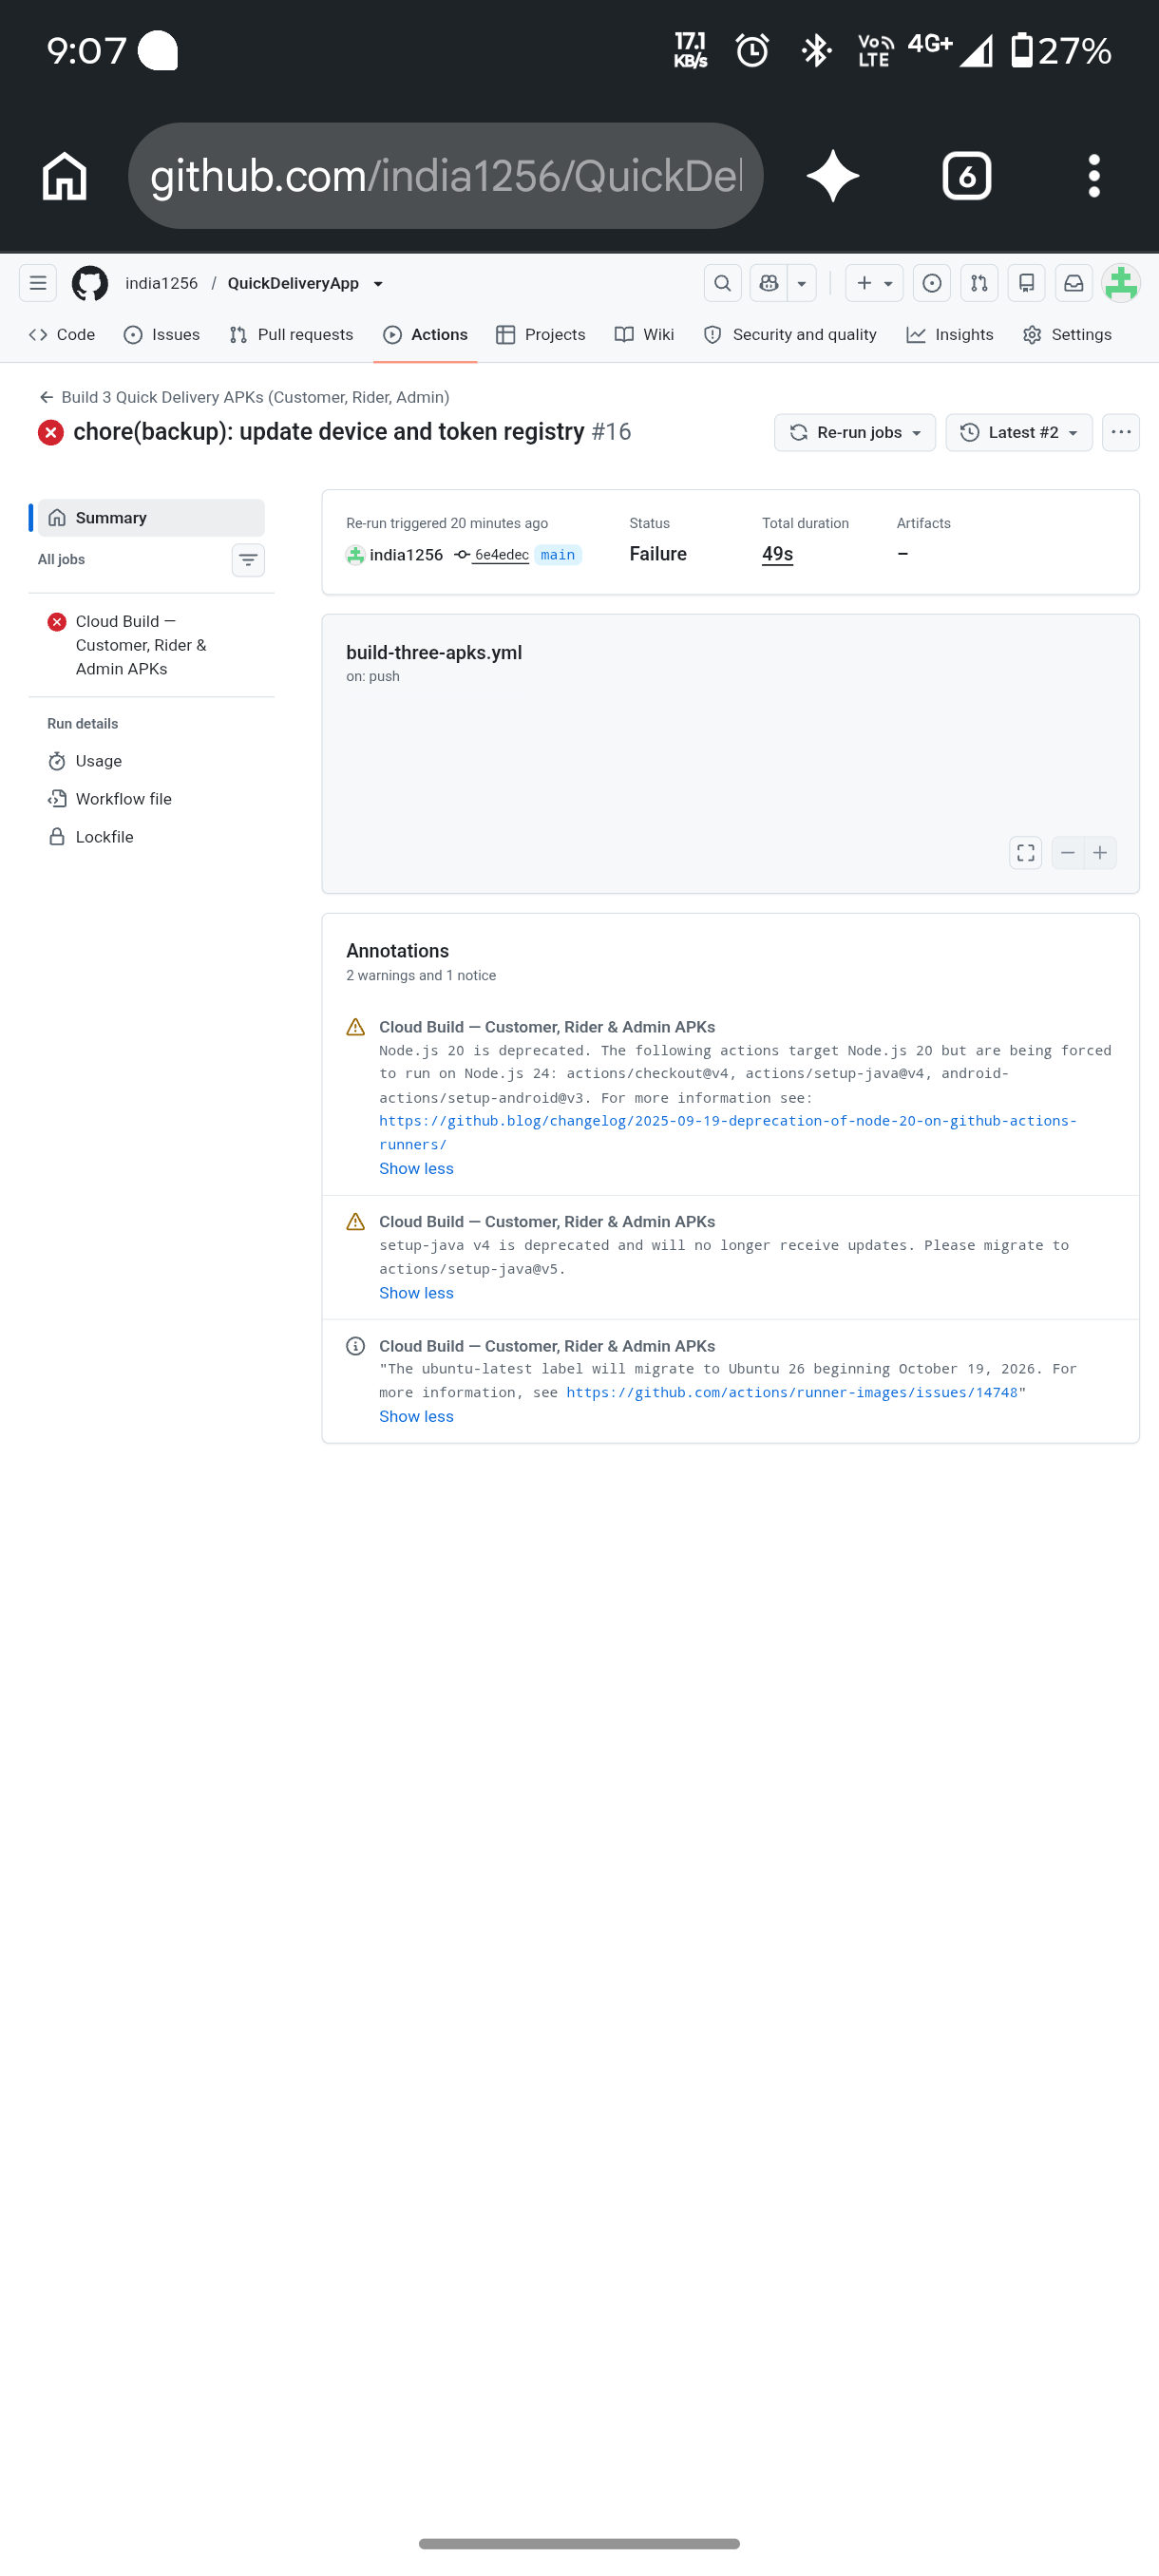 9:07
17.1
KB/s
Vo
LTE
4G+
27%
github.com/india1256/QuickDel
6
india1256 / QuickDeliveryApp
Code
Issues
Pull requests
Actions
Projects
Wiki
Security and quality
Insights
Settings
Build 3 Quick Delivery APKs (Customer, Rider, Admin)
chore(backup): update device and token registry #16
Re-run jobs
Latest #2
Summary
All jobs
Cloud Build —
Customer, Rider &
Admin APKs
Run details
Usage
Workflow file
Lockfile
Re-run triggered 20 minutes ago
india1256 6e4edec main
Status
Failure
Total duration
49s
Artifacts
–
build-three-apks.yml
on: push
Annotations
2 warnings and 1 notice
Cloud Build — Customer, Rider & Admin APKs
Node.js 20 is deprecated. The following actions target Node.js 20 but are being forced
to run on Node.js 24: actions/checkout@v4, actions/setup-java@v4, android-
actions/setup-android@v3. For more information see:
https://github.blog/changelog/2025-09-19-deprecation-of-node-20-on-github-actions-
runners/
Show less
Cloud Build — Customer, Rider & Admin APKs
setup-java v4 is deprecated and will no longer receive updates. Please migrate to
actions/setup-java@v5.
Show less
Cloud Build — Customer, Rider & Admin APKs
"The ubuntu-latest label will migrate to Ubuntu 26 beginning October 19, 2026. For
more information, see https://github.com/actions/runner-images/issues/14748"
Show less